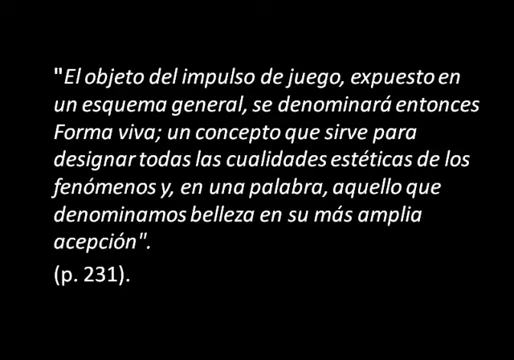 "El objeto del impulso de juego, expuesto en
un esquema general, se denominará entonces
Forma viva; un concepto que sirve para
designar todas las cualidades estéticas de los
fenómenos y, en una palabra, aquello que
denominamos belleza en su más amplia
acepción".
(p. 231).